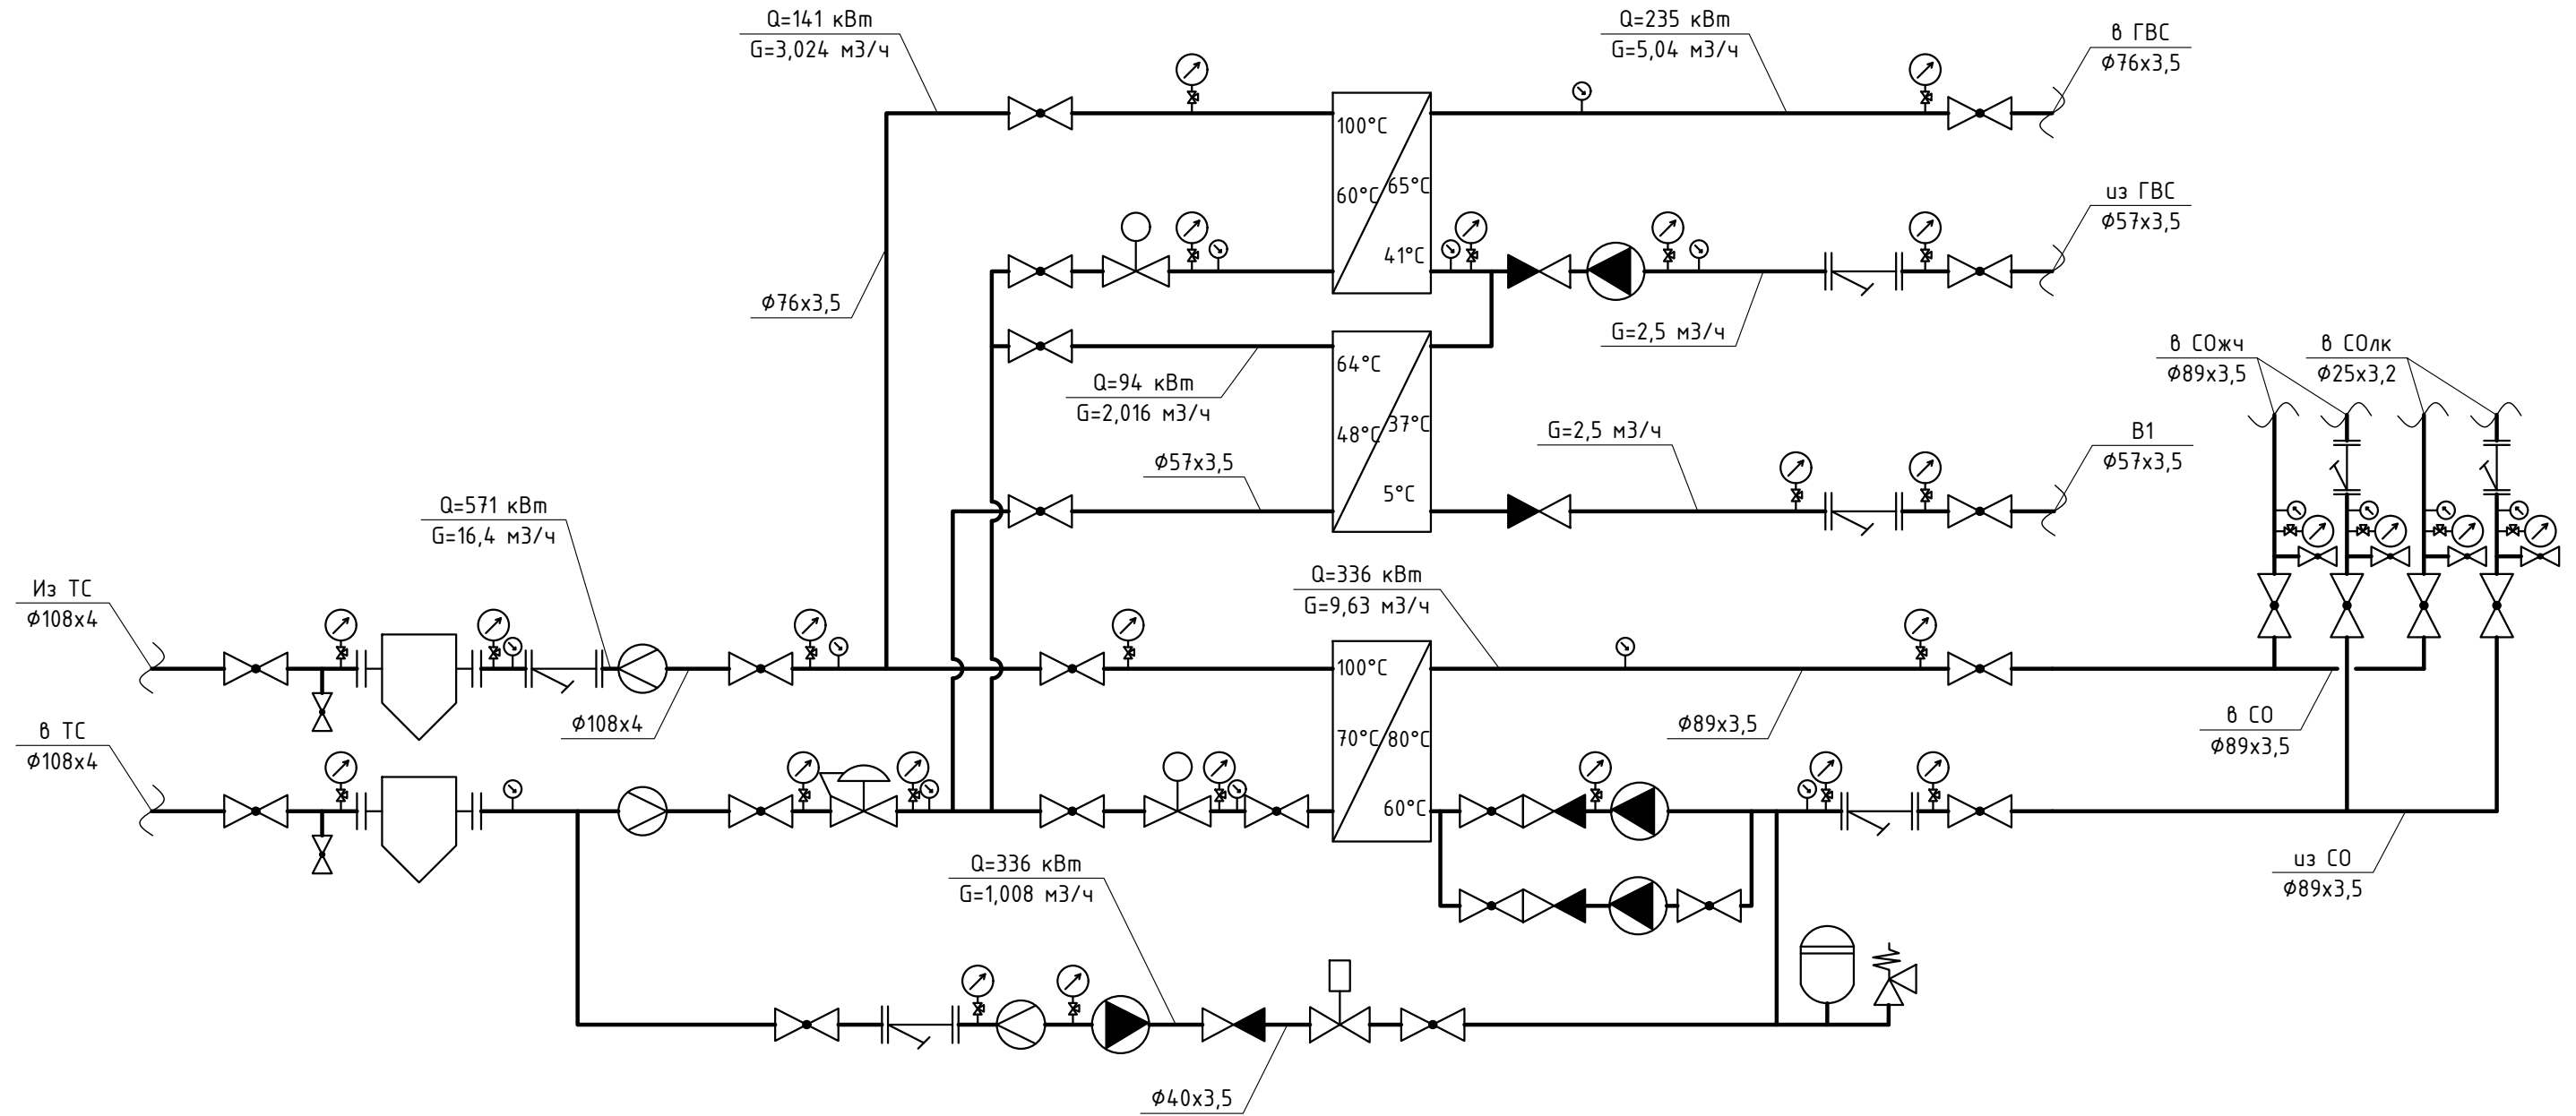 Q=141 кВт
G=3,024 м3/ч
Q=235 кВт
G=5,04 м3/ч
в ГВС
Ф76х3,5
100°C
60°C
65°C
41°C
из ГВС
Ф57х3,5
Ф76х3,5
G=2,5 м3/ч
64°C
48°C
37°C
5°C
Q=94 кВт
G=2,016 м3/ч
Ф57х3,5
G=2,5 м3/ч
В1
Ф57х3,5
в СОжч
Ф89х3,5
в СОлк
Ф25х3,2
Q=571 кВт
G=16,4 м3/ч
Из ТС
Ф108х4
Q=336 кВт
G=9,63 м3/ч
100°C
70°C
80°C
60°C
Ф108х4
Ф89х3,5
в СО
Ф89х3,5
в ТС
Ф108х4
Q=336 кВт
G=1,008 м3/ч
из СО
Ф89х3,5
Ф40х3,5